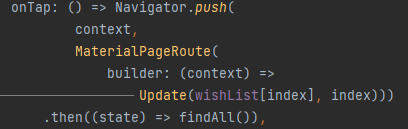 onTap: () => Navigator.push(
context,
MaterialPageRoute(
builder: (context) =>
Update(wishList[index], index)))
.then((state) => findAll()),